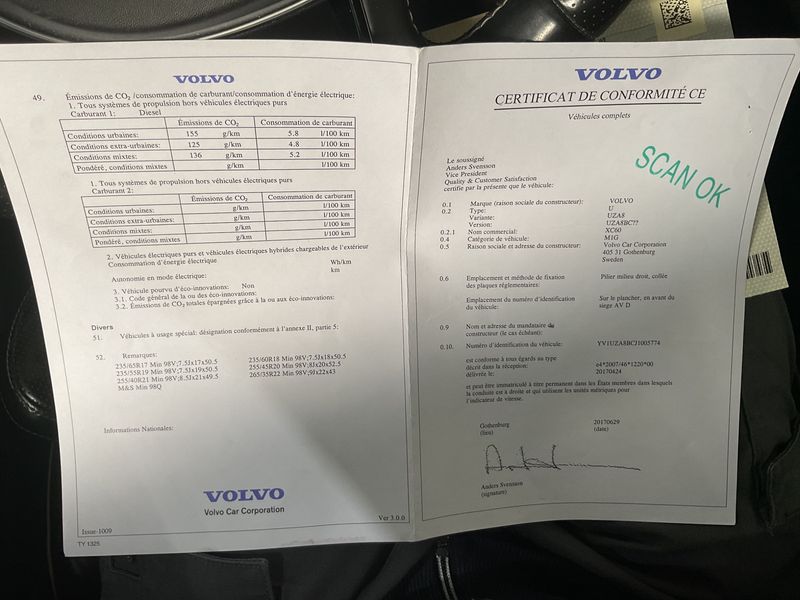 VOLVO
49. Émissions de CO2 /consommation de carburant/consommation d'énergie électrique:
1. Tous systèmes de propulsion hors véhicules électriques purs
Carburant 1: Diesel
Émissions de CO2 Consommation de carburant
Conditions urbaines: 155 g/km 5.8 l/100 km
Conditions extra-urbaines: 125 g/km 4.8 l/100 km
Conditions mixtes: 136 g/km 5.2 l/100 km
Pondéré, conditions mixtes g/km l/100 km
1. Tous systèmes de propulsion hors véhicules électriques purs
Carburant 2:
Émissions de CO2 Consommation de carburant
Conditions urbaines: g/km l/100 km
Conditions extra-urbaines: g/km l/100 km
Conditions mixtes: g/km l/100 km
Pondéré, conditions mixtes g/km l/100 km
2. Véhicules électriques purs et véhicules électriques hybrides chargeables de l'extérieur
Consommation d'énergie électrique Wh/km
km
Autonomie en mode électrique:
3. Véhicule pourvu d'éco-innovations: Non
3.1. Code général de la ou des éco-innovations:
3.2. Émissions de CO2 totales épargnées grâce à la ou aux éco-innovations:
Divers
51. Véhicules à usage spécial: désignation conformément à l'annexe II, partie 5:
52. Remarques:
235/65R17 Min 98V;7.5Jx17x50.5 235/60R18 Min 98V;7.5Jx18x50.5
235/55R19 Min 98V;7.5Jx19x50.5 255/45R20 Min 98V;8Jx20x52.5
255/40R21 Min 98V;8.5Jx21x49.5 265/35R22 Min 98V;9Jx22x43
M&S Min 98Q
Informations Nationales:
VOLVO
Volvo Car Corporation
Ver 3.0.0
Issue-1009
TY 1325
VOLVO
CERTIFICAT DE CONFORMITÉ CE
Véhicules complets
SCAN OK
Le soussigné
Anders Svensson
Vice President
Quality & Customer Satisfaction
certifie par la présente que le véhicule:
0.1 Marque (raison sociale du constructeur): VOLVO
0.2 Type: U
Variante: UZA8
Version: UZA8BC??
0.2.1 Nom commercial: XC60
0.4 Catégorie de véhicule: M1G
0.5 Raison sociale et adresse du constructeur: Volvo Car Corporation
405 31 Gothenburg
Sweden
0.6 Emplacement et méthode de fixation Pilier milieu droit, collée
des plaques réglementaires:
Emplacement du numéro d'identification Sur le plancher, en avant du
du véhicule: siège AV D
0.9 Nom et adresse du mandataire du
constructeur (le cas échéant):
0.10. Numéro d'identification du véhicule: YV1UZA8BCJ1005774
est conforme à tous égards au type e4*2007/46*1220*00
décrit dans la réception: 20170424
délivrée le:
et peut être immatriculé à titre permanent dans les États membres dans lesquels
la conduite est à droite et qui utilisent les unités métriques pour
l'indicateur de vitesse.
Gothenburg 20170629
(lieu) (date)
Anders Svensson
(signature)